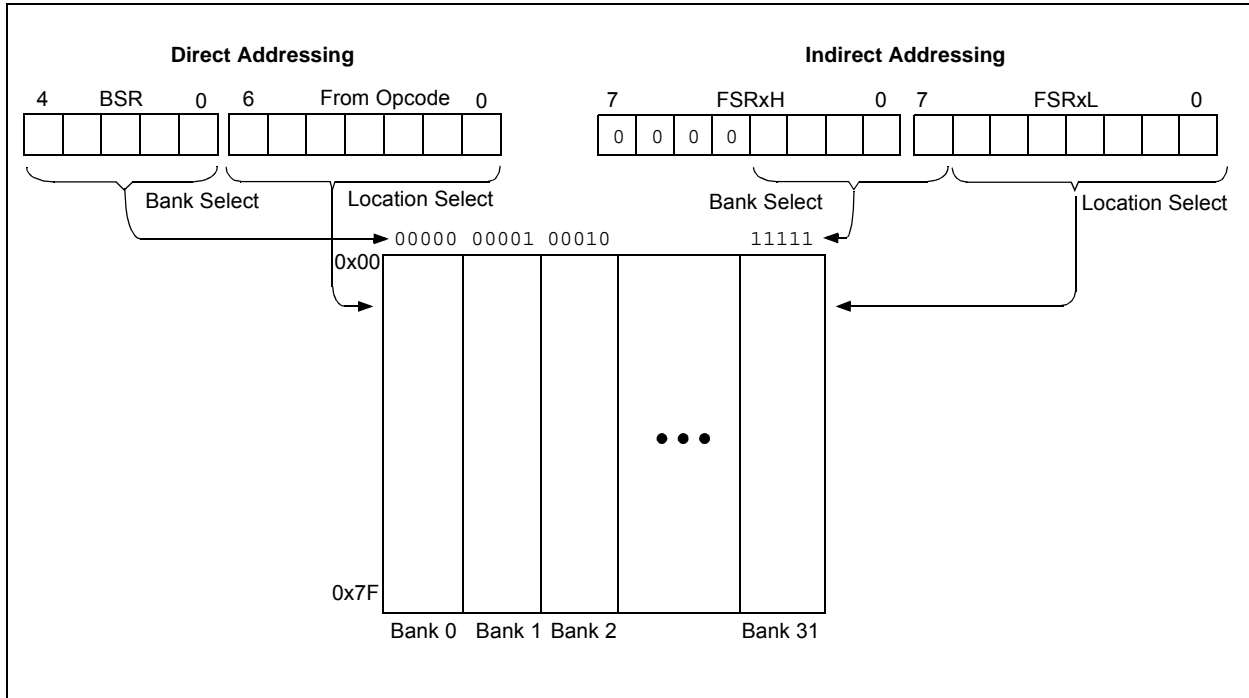 Direct Addressing
Indirect Addressing
4 BSR 0 6 From Opcode 0
7 FSRxH 0 7 FSRxL 0
0 0 0 0
Bank Select
Location Select
Bank Select
Location Select
00000 00001 00010 11111
0x00
0x7F
Bank 0 Bank 1 Bank 2 Bank 31